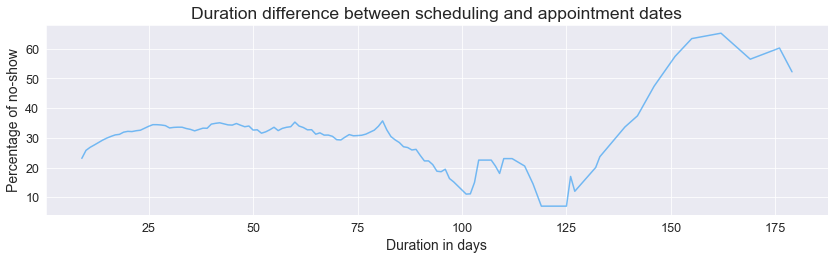 Duration difference between scheduling and appointment dates
Percentage of no-show
60
50
40
30
20
10
25 50 75 100 125 150 175
Duration in days